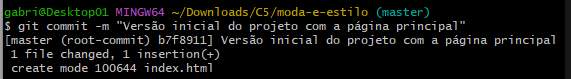 gabri@Desktop01 MINGW64 ~/Downloads/C5/moda-e-estilo (master)
$ git commit -m "Versão inicial do projeto com a página principal"
[master (root-commit) b7f8911] Versão inicial do projeto com a página principal
 1 file changed, 1 insertion(+)
 create mode 100644 index.html